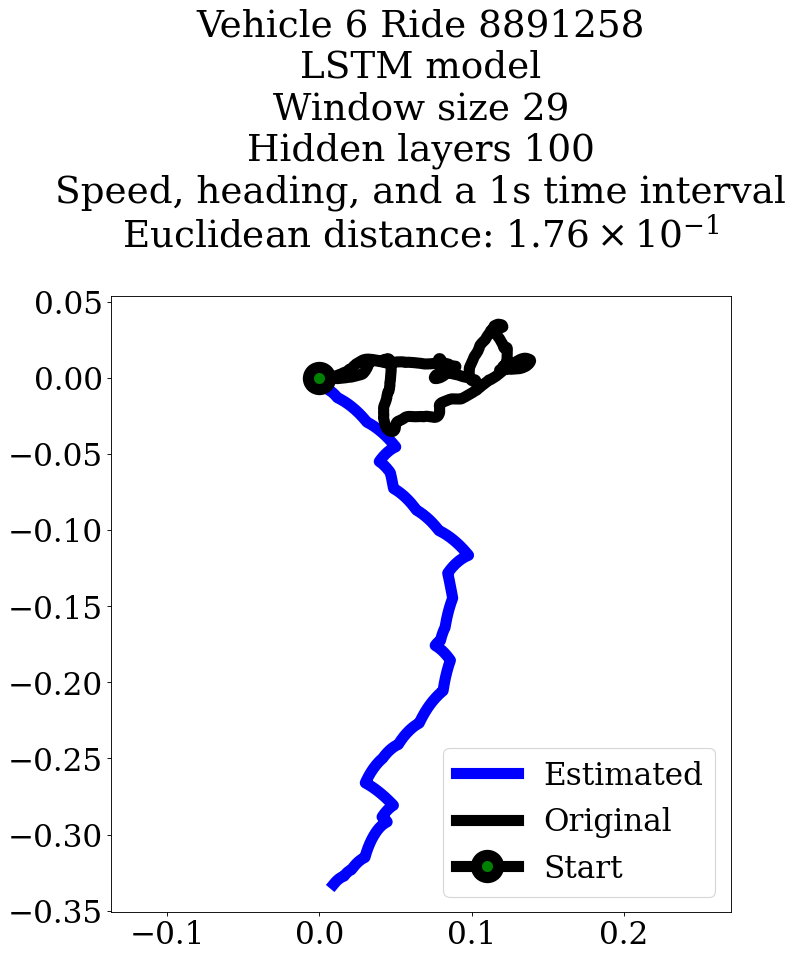 Vehicle 6 Ride 8891258
LSTM model
Window size 29
Hidden layers 100
Speed, heading, and a 1s time interval
Euclidean distance: 1.76 × 10⁻¹
0.05
0.00
−0.05
−0.10
−0.15
−0.20
−0.25
−0.30
−0.35
−0.1
0.0
0.1
0.2
Estimated
Original
Start